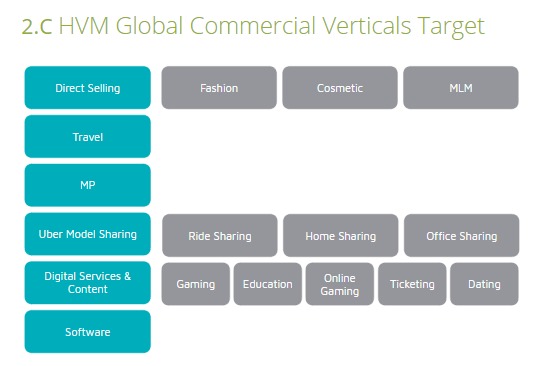 2.C HVM Global Commercial Verticals Target
Direct Selling
Fashion
Cosmetic
MLM
Travel
MP
Uber Model Sharing
Ride Sharing
Home Sharing
Office Sharing
Digital Services &
Content
Gaming
Education
Online
Gaming
Ticketing
Dating
Software